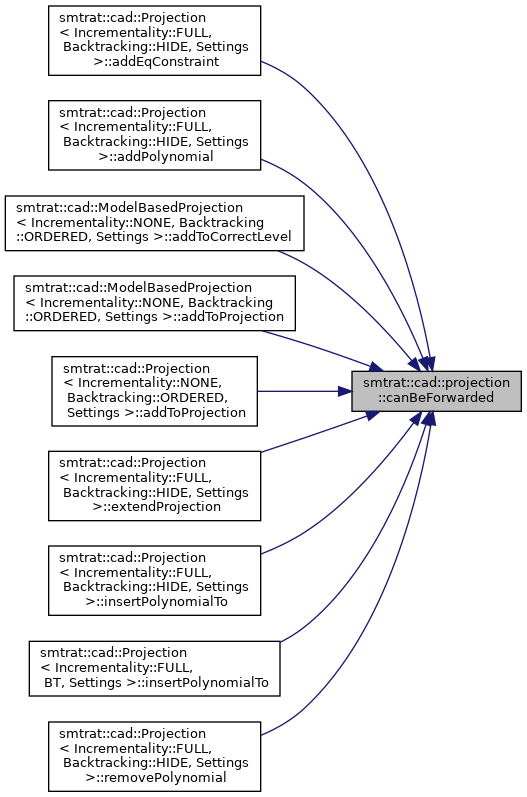 smtrat::cad::Projection
< Incrementality::FULL,
Backtracking::HIDE, Settings
>::addEqConstraint
smtrat::cad::Projection
< Incrementality::FULL,
Backtracking::HIDE, Settings
>::addPolynomial
smtrat::cad::ModelBasedProjection
< Incrementality::NONE, Backtracking
::ORDERED, Settings >::addToCorrectLevel
smtrat::cad::ModelBasedProjection
< Incrementality::NONE, Backtracking
::ORDERED, Settings >::addToProjection
smtrat::cad::Projection
< Incrementality::NONE,
Backtracking::ORDERED,
Settings >::addToProjection
smtrat::cad::projection
::canBeForwarded
smtrat::cad::Projection
< Incrementality::FULL,
Backtracking::HIDE, Settings
>::extendProjection
smtrat::cad::Projection
< Incrementality::FULL,
Backtracking::HIDE, Settings
>::insertPolynomialTo
smtrat::cad::Projection
< Incrementality::FULL,
BT, Settings >::insertPolynomialTo
smtrat::cad::Projection
< Incrementality::FULL,
Backtracking::HIDE, Settings
>::removePolynomial